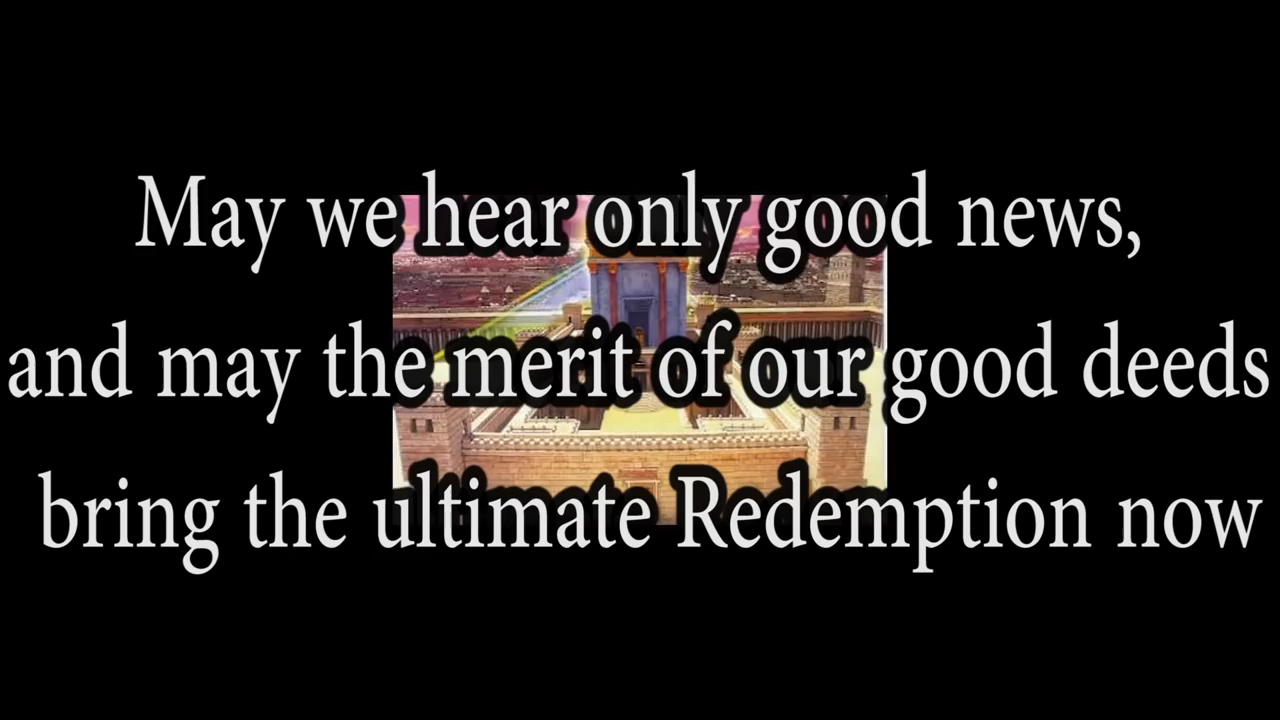 May we hear only good news,
and may the merit of our good deeds
bring the ultimate Redemption now